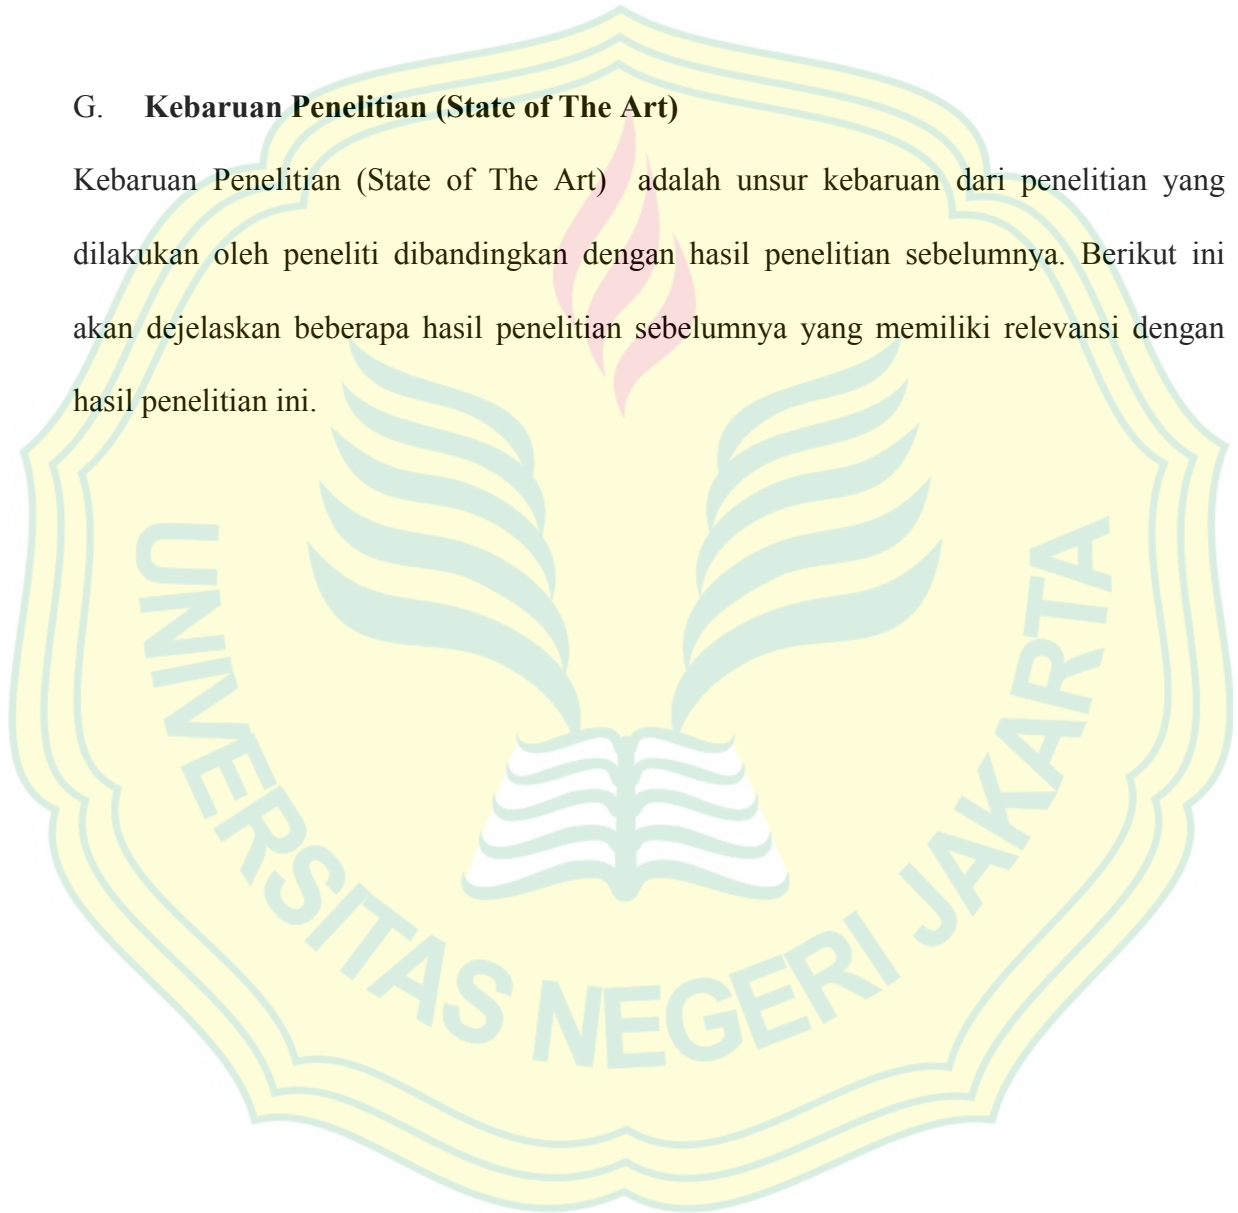 G. Kebaruan Penelitian (State of The Art)
Kebaruan Penelitian (State of The Art) adalah unsur kebaruan dari penelitian yang
dilakukan oleh peneliti dibandingkan dengan hasil penelitian sebelumnya. Berikut ini
akan dejelaskan beberapa hasil penelitian sebelumnya yang memiliki relevansi dengan
hasil penelitian ini.
UNIVERSITAS NEGERI JAKARTA